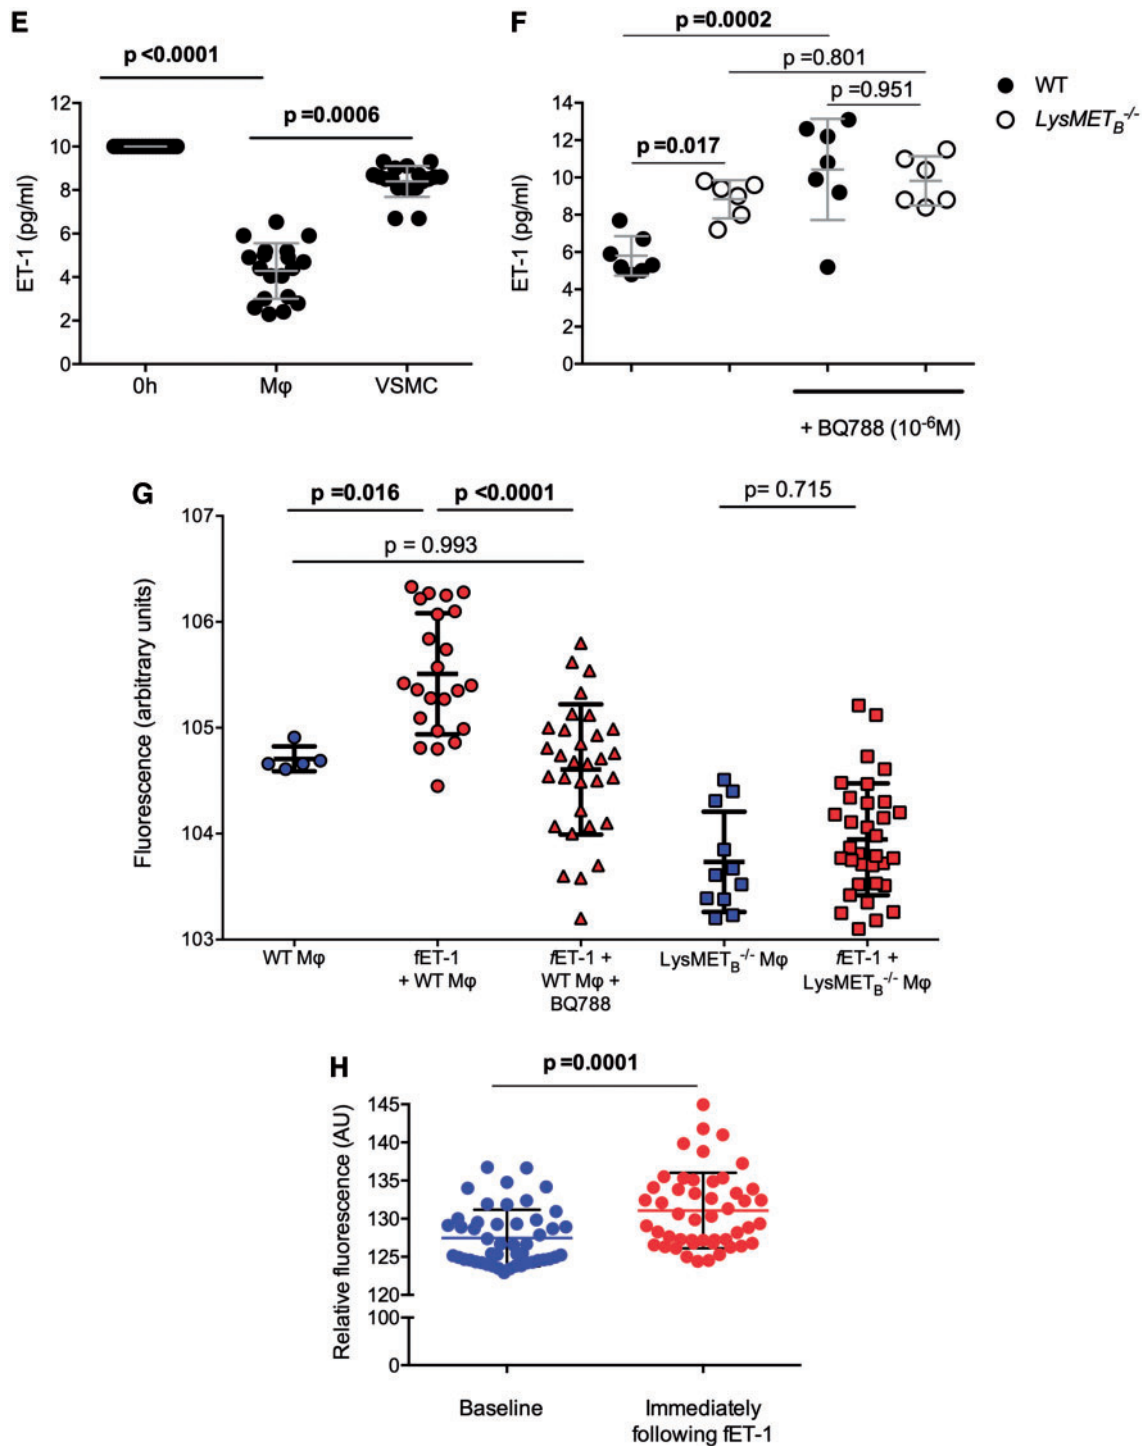 E
p <0.0001
p =0.0006
12
10
8
6
4
2
0
ET-1 (pg/ml)
0h
Mφ
VSMC
F
p =0.0002
p =0.801
p =0.951
p =0.017
WT
LysMET_B^-/-
14
12
10
8
6
4
2
0
ET-1 (pg/ml)
+ BQ788 (10^-6M)
G
p =0.016
p <0.0001
p= 0.715
p = 0.993
107
106
105
104
103
Fluorescence (arbitrary units)
WT Mφ
fET-1
+ WT Mφ
fET-1 +
WT Mφ +
BQ788
LysMET_B^-/- Mφ
fET-1 +
LysMET_B^-/- Mφ
H
p =0.0001
145
135
130
125
120
100
0
Relative fluorescence (AU)
Baseline
Immediately
following fET-1